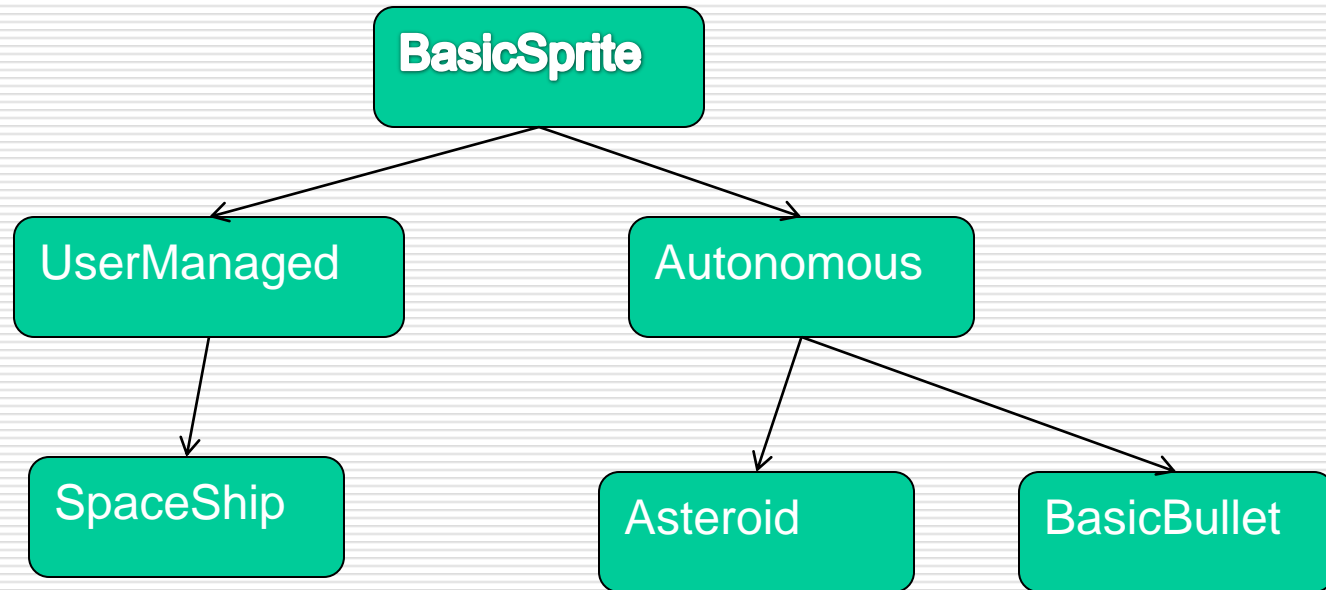 BasicSprite
UserManaged
Autonomous
SpaceShip
Asteroid
BasicBullet